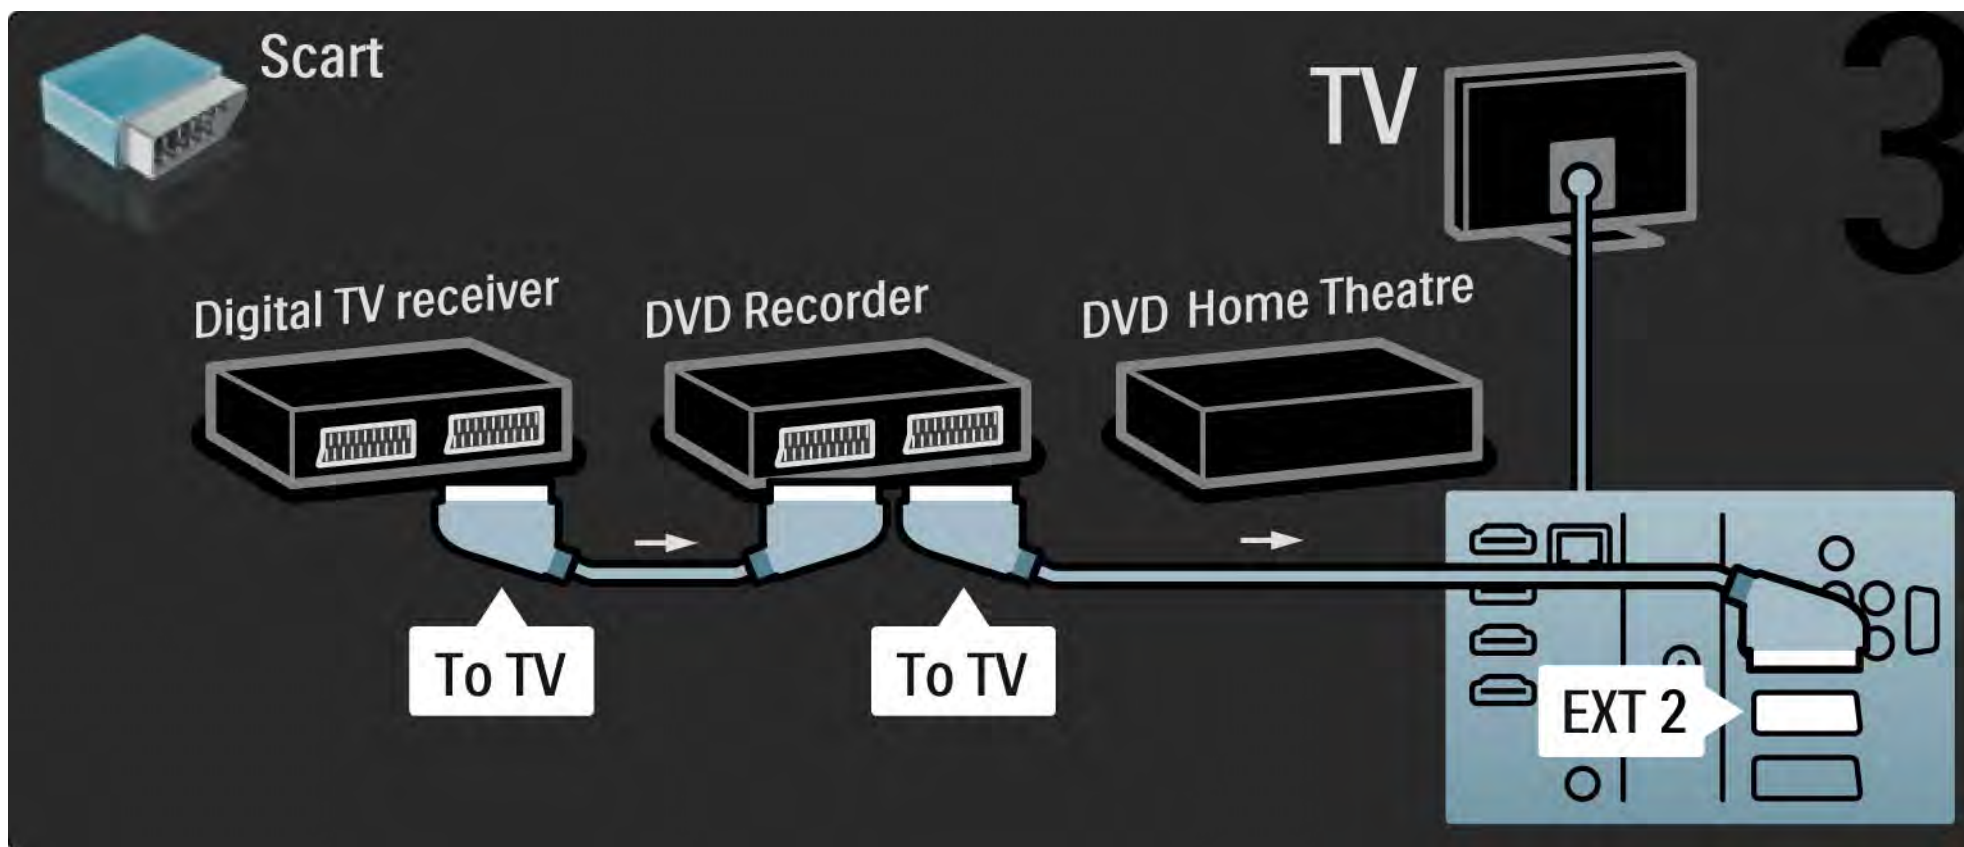 Scart
TV
3
Digital TV receiver
DVD Recorder
DVD Home Theatre
To TV
To TV
EXT 2